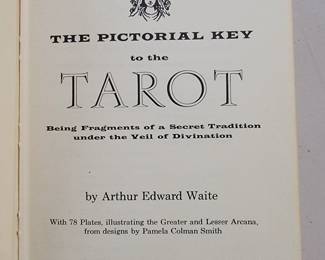 THE PICTORIAL KEY
to the
TAROT
Being Fragments of a Secret Tradition
under the Veil of Divination
by Arthur Edward Waite
With 78 Plates, illustrating the Greater and Lesser Arcana,
from designs by Pamela Colman Smith